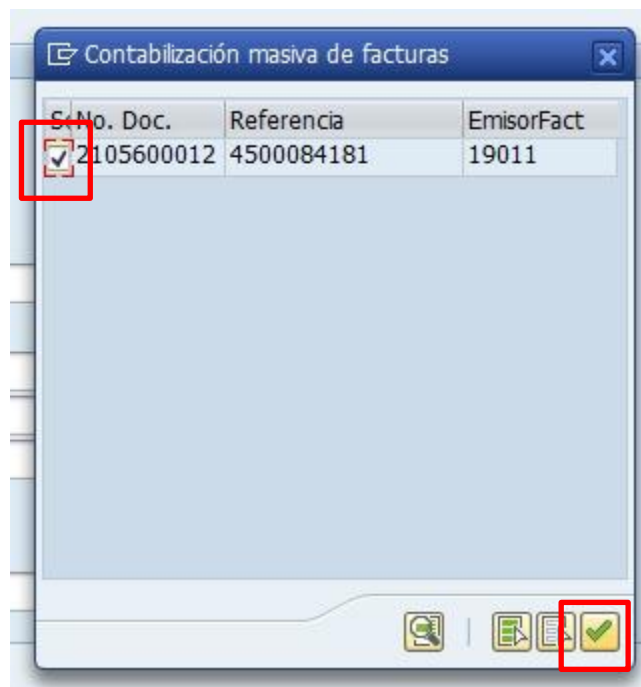 Contabilización masiva de facturas
No. Doc. Referencia EmisorFact
2105600012 4500084181 19011